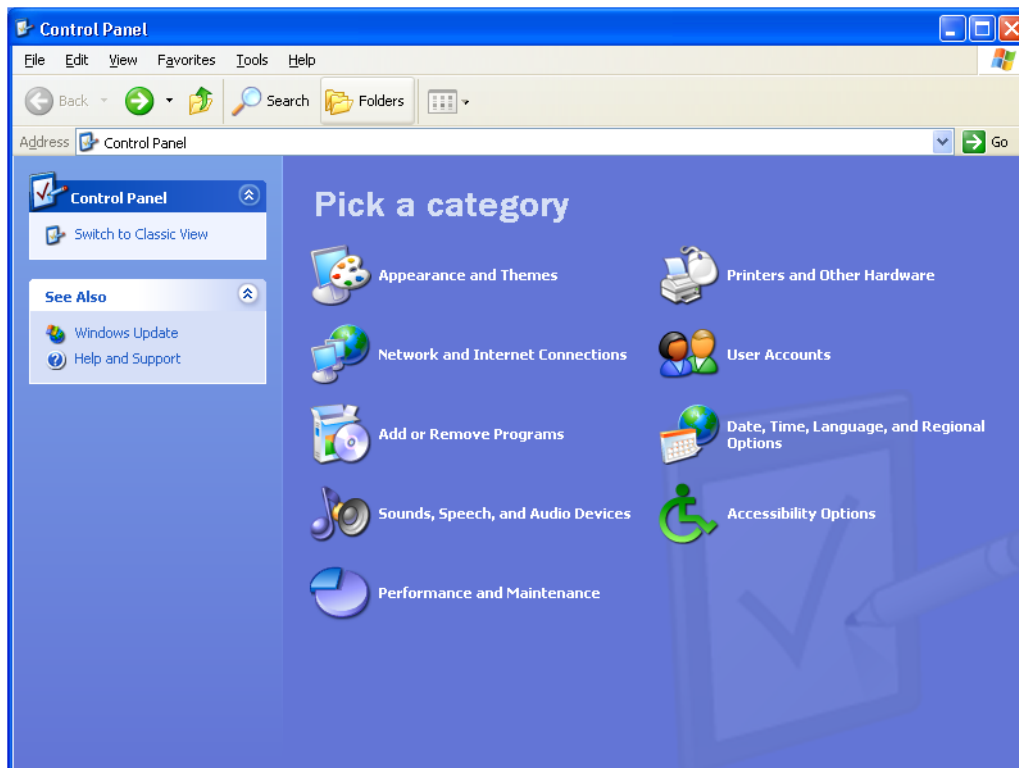 Control Panel
File Edit View Favorites Tools Help
Back Search Folders
Address Control Panel Go
Control Panel
Switch to Classic View
See Also
Windows Update
Help and Support
Pick a category
Appearance and Themes
Printers and Other Hardware
Network and Internet Connections
User Accounts
Add or Remove Programs
Date, Time, Language, and Regional
Options
Sounds, Speech, and Audio Devices
Accessibility Options
Performance and Maintenance